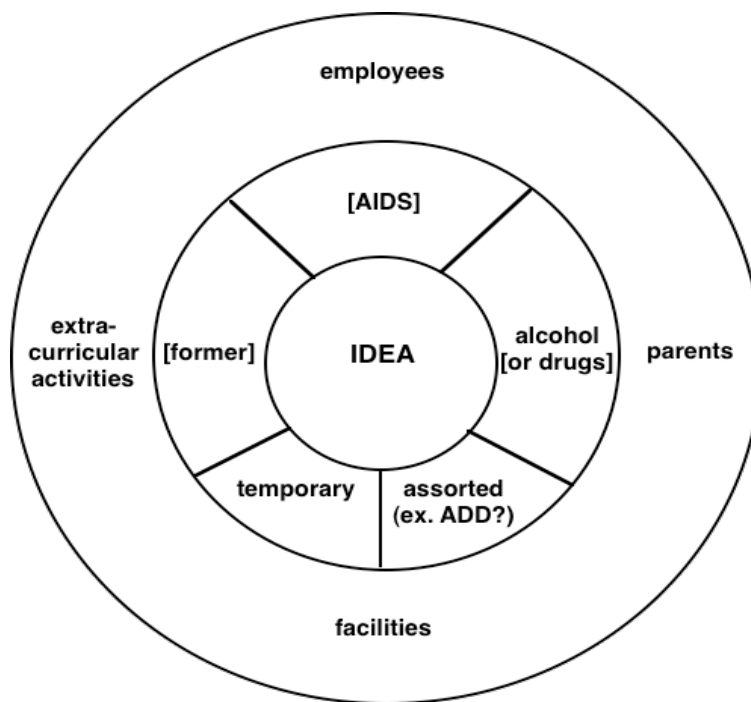 employees
[AIDS]
extra-
curricular
activities
[former]
IDEA
alcohol
[or drugs]
parents
temporary
assorted
(ex. ADD?)
facilities